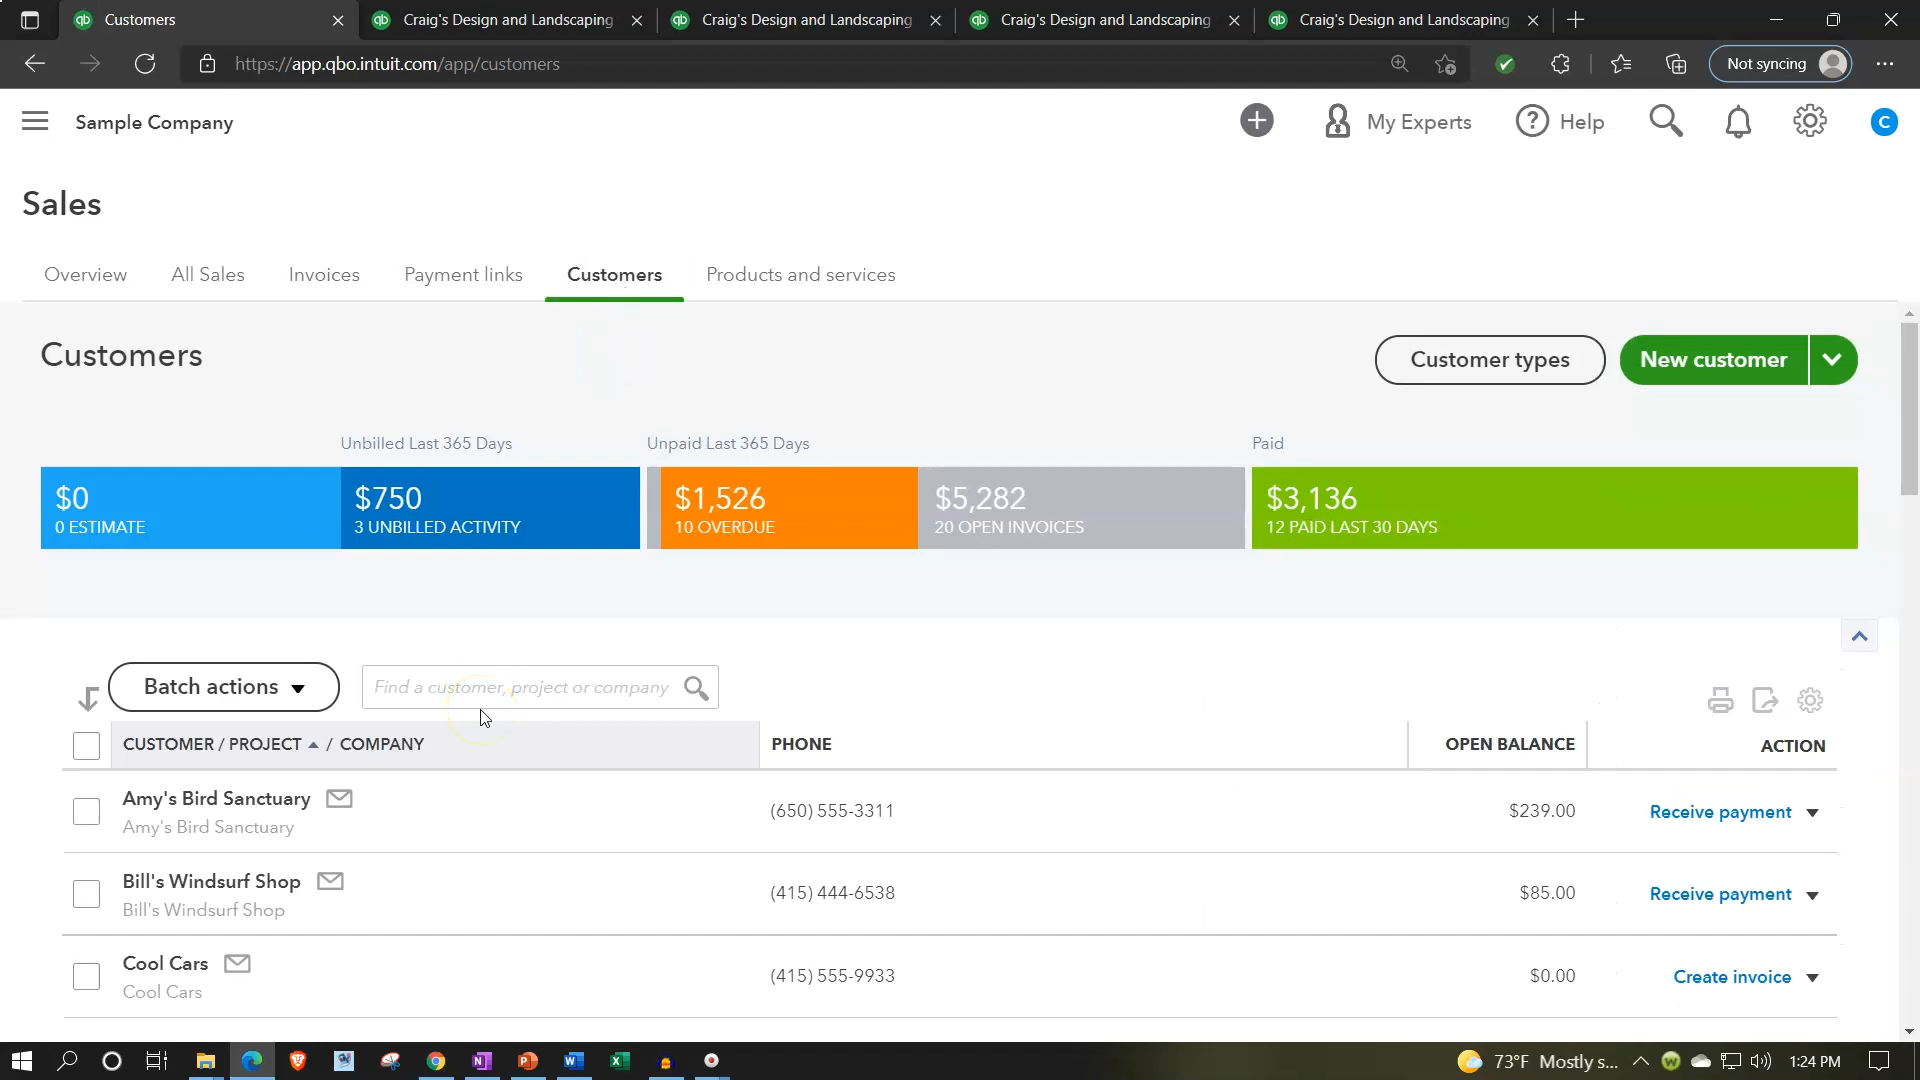 Customers
Craig's Design and Landscaping
Craig's Design and Landscaping
Craig's Design and Landscaping
Craig's Design and Landscaping
https://app.qbo.intuit.com/app/customers
Not syncing
Sample Company
My Experts
Help
C
Sales
Overview
All Sales
Invoices
Payment links
Customers
Products and services
Customers
Customer types
New customer
Unbilled Last 365 Days
Unpaid Last 365 Days
Paid
$0
0 ESTIMATE
$750
3 UNBILLED ACTIVITY
$1,526
10 OVERDUE
$5,282
20 OPEN INVOICES
$3,136
12 PAID LAST 30 DAYS
Batch actions
Find a customer, project or company
CUSTOMER / PROJECT / COMPANY
PHONE
OPEN BALANCE
ACTION
Amy's Bird Sanctuary
Amy's Bird Sanctuary
(650) 555-3311
$239.00
Receive payment
Bill's Windsurf Shop
Bill's Windsurf Shop
(415) 444-6538
$85.00
Receive payment
Cool Cars
Cool Cars
(415) 555-9933
$0.00
Create invoice
73°F Mostly s...
1:24 PM